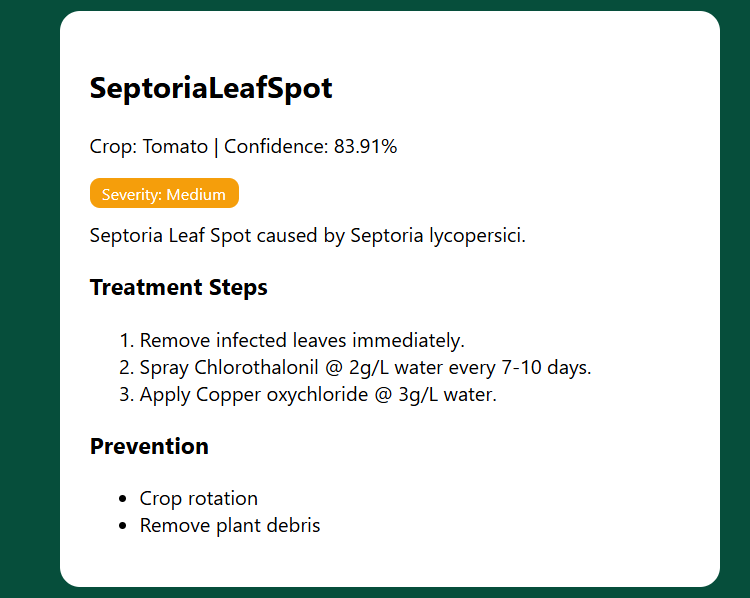 SeptoriaLeafSpot
Crop: Tomato | Confidence: 83.91%
Severity: Medium
Septoria Leaf Spot caused by Septoria lycopersici.
Treatment Steps
1. Remove infected leaves immediately.
2. Spray Chlorothalonil @ 2g/L water every 7-10 days.
3. Apply Copper oxychloride @ 3g/L water.
Prevention
• Crop rotation
• Remove plant debris